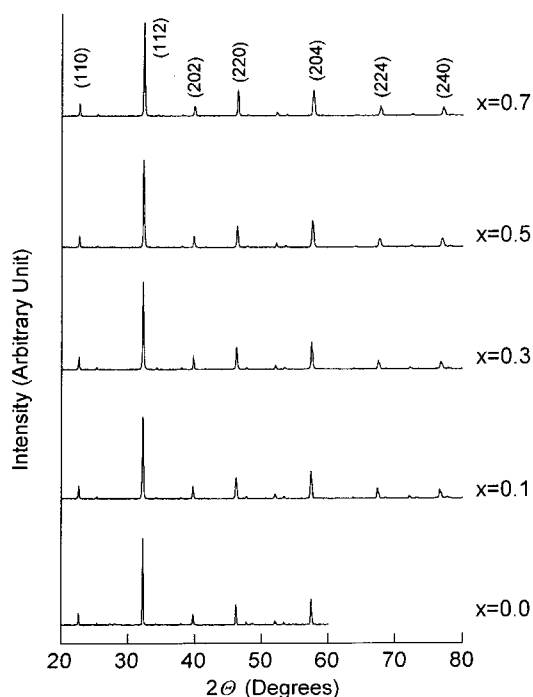 (110)
(112)
(202)
(220)
(204)
(224)
(240)
x=0.7
x=0.5
x=0.3
x=0.1
x=0.0
Intensity (Arbitrary Unit)
20 30 40 50 60 70 80
2Θ (Degrees)